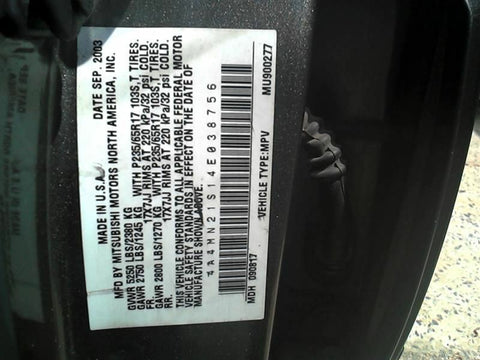 MADE IN U.S.A. DATE SEP. 2003
MITSUBISHI MOTORS NORTH AMERICA, INC.
GVWR 5250 LBS/2380 KG
GAWR 2750 LBS/1245 KG WITH P235/65R17 103S,T TIRES
FR. 17X7JJ RIMS AT 220 kPa/32 psi COLD.
GAWR 2800 LBS/1270 KG WITH P235/65R17 103S,T TIRES
RR. 17X7JJ RIMS AT 220 kPa/32 psi COLD.
THIS VEHICLE CONFORMS TO ALL APPLICABLE FEDERAL MOTOR
VEHICLE SAFETY STANDARDS IN EFFECT ON THE DATE OF
MANUFACTURE SHOWN ABOVE.
4A4MN21S14E038756
VEHICLE TYPE: MPV
MDH 090817 MU900277